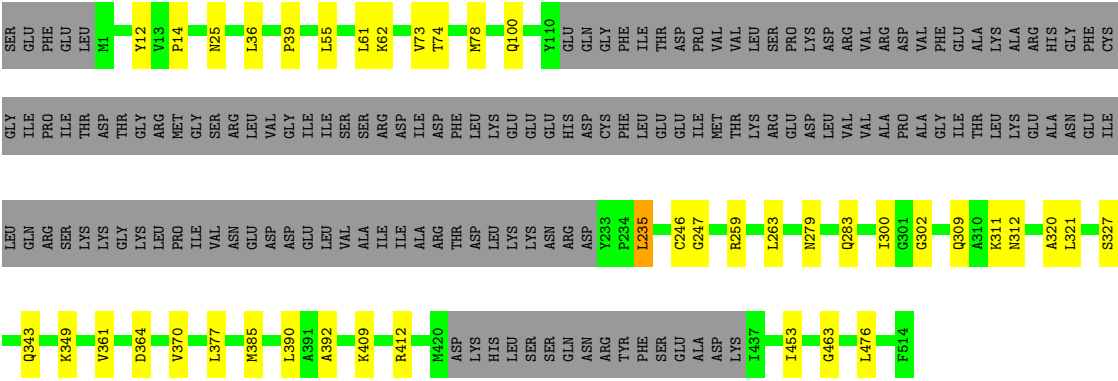 SER GLU PHE GLU LEU M1 Y12 V13 P14 N25 L36 P39 L55 L61 K62 V73 T74 M78 Q100 Y110 HIS GLU GLN GLY PHE ILE THR ASP PRO VAL VAL LEU SER PRO LYS ASP ARG VAL ARG ASP VAL PHE GLU ALA LYS ALA ARG HIS GLY PHE CYS
GLY ILE PRO ILE THR ASP THR GLY ARG MET GLY SER ARG LEU VAL GLY ILE ILE SER SER ARG ASP ILE ASP PHE LEU LYS GLU GLU GLU HIS ASP CYS PHE LEU GLU GLU ILE MET THR LYS ARG GLU ASP LEU VAL VAL ALA PRO ALA GLY ILE THR LEU LYS GLU ALA ASN GLU ILE
LEU GLN ARG SER LYS LYS GLY LYS LEU PRO ILE VAL ASN GLU ASP ASP GLU LEU VAL ALA ILE ILE ALA ARG THR ASP LEU LYS LYS ASN ARG ASP Y233 P234 L235 C246 G247 R259 L263 N279 Q283 I300 G301 G302 Q309 A310 K311 N312 A320 L321 S327
Q343 K349 V361 D364 V370 L377 M385 L390 A391 A392 K409 R412 M420 ASP LYS HIS LEU SER SER GLN ASN ARG TYR PHE SER GLU ALA ASP LYS I437 I453 G463 L476 F514